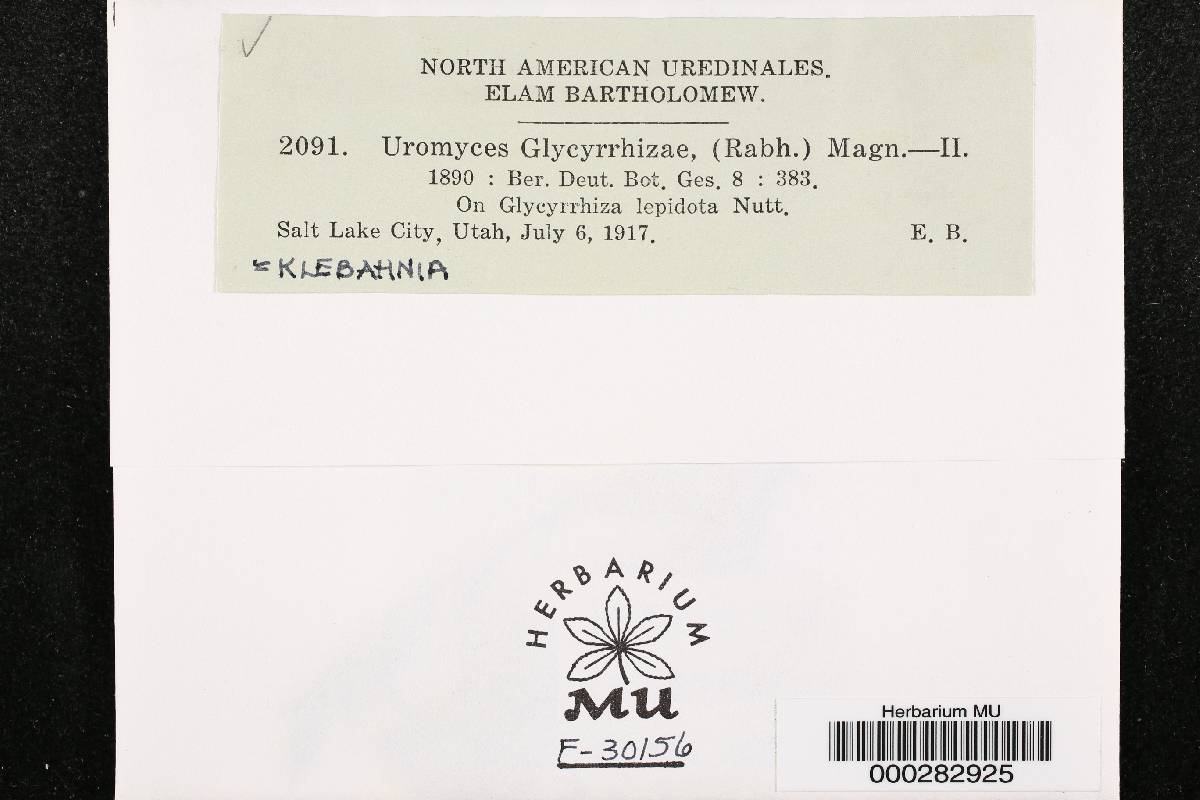 NORTH AMERICAN UREDINALES.
ELAM BARTHOLOMEW.
2091. Uromyces Glycyrrhizae, (Rabh.) Magn.—II.
1890 : Ber. Deut. Bot. Ges. 8 : 383.
On Glycyrrhiza lepidota Nutt.
Salt Lake City, Utah, July 6, 1917. E. B.
= KLEBAHNIA
HERBARIUM
MU
F-30156
Herbarium MU
000282925